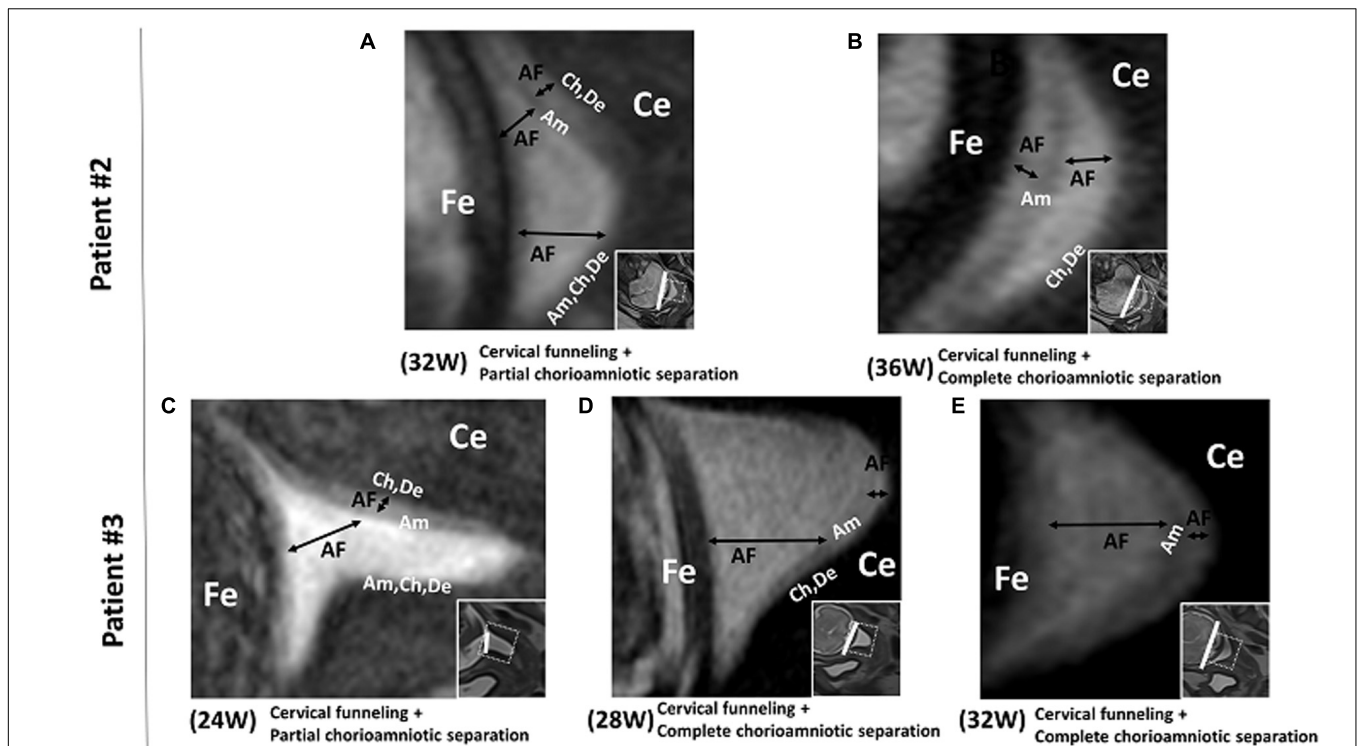 Patient #2
A
AF
Ch,De
Ce
Am
AF
Fe
AF
Am,Ch,De
(32W) Cervical funneling +
Partial chorioamniotic separation
B
B
Ce
Fe
AF
AF
Am
Ch,De
(36W) Cervical funneling +
Complete chorioamniotic separation
Patient #3
C
Ce
Ch,De
AF
Am
AF
Fe
Am,Ch,De
(24W) Cervical funneling +
Partial chorioamniotic separation
D
AF
Am
AF
Fe
Ce
Ch,De
(28W) Cervical funneling +
Complete chorioamniotic separation
E
Ce
AF
Am
AF
Fe
(32W) Cervical funneling +
Complete chorioamniotic separation